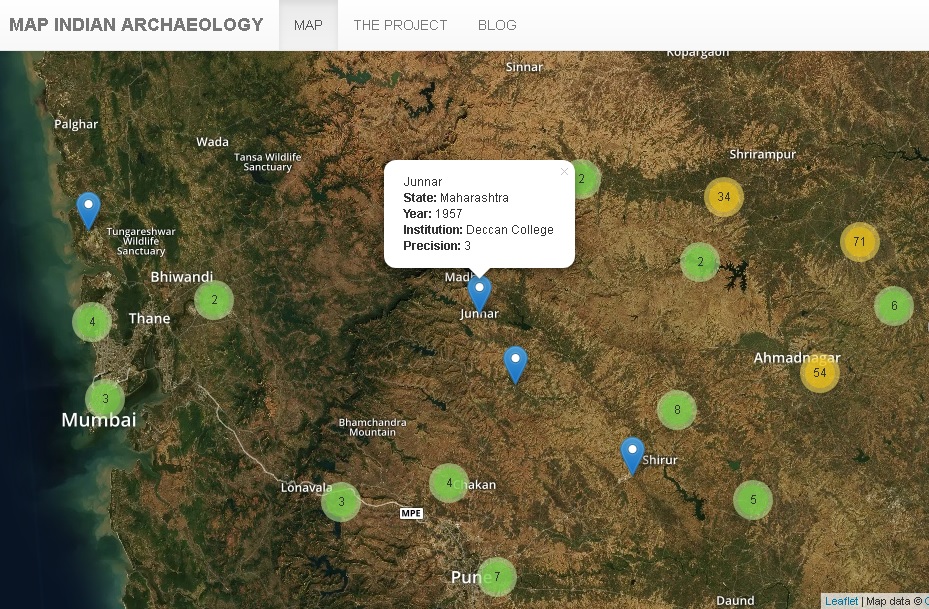 MAP INDIAN ARCHAEOLOGY
MAP
THE PROJECT
BLOG
Kopargaon
Sinnar
Palghar
Wada
Tansa Wildlife
Sanctuary
Shrirampur
×
Junnar
State: Maharashtra
Year: 1957
Institution: Deccan College
Precision: 3
2
34
Tungareshwar
Wildlife
Sanctuary
71
2
Bhiwandi
Madh
2
6
Junnar
Thane
4
Ahmadnagar
54
3
Mumbai
8
Bhamchandra
Mountain
Shirur
Lonavala
3
4
Chakan
5
MPE
Pune
7
Daund
Leaflet | Map data ©